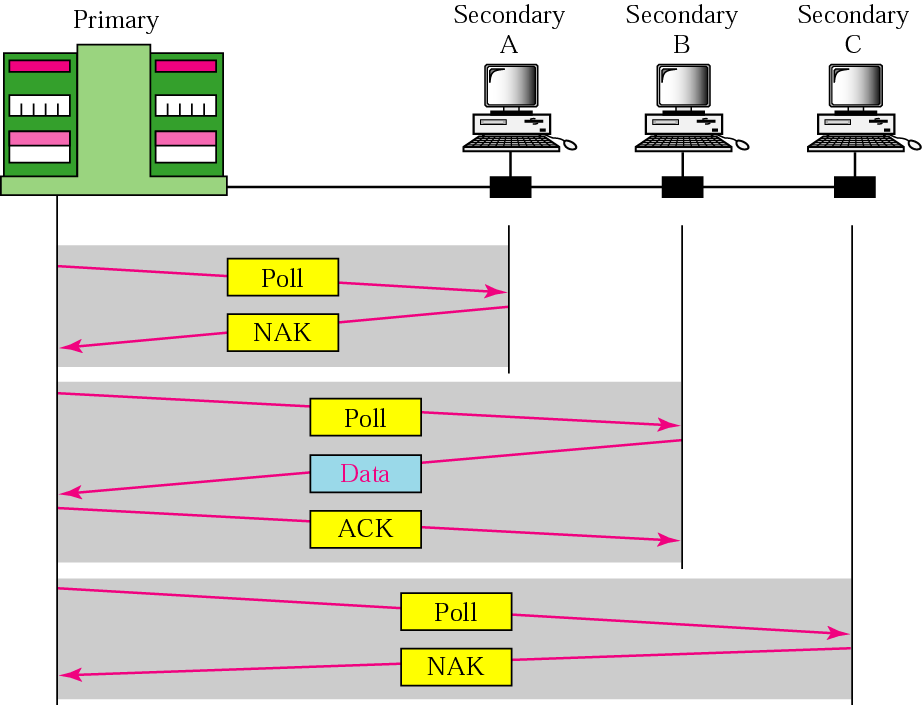 Primary
Secondary
A
Secondary
B
Secondary
C
Poll
NAK
Poll
Data
ACK
Poll
NAK